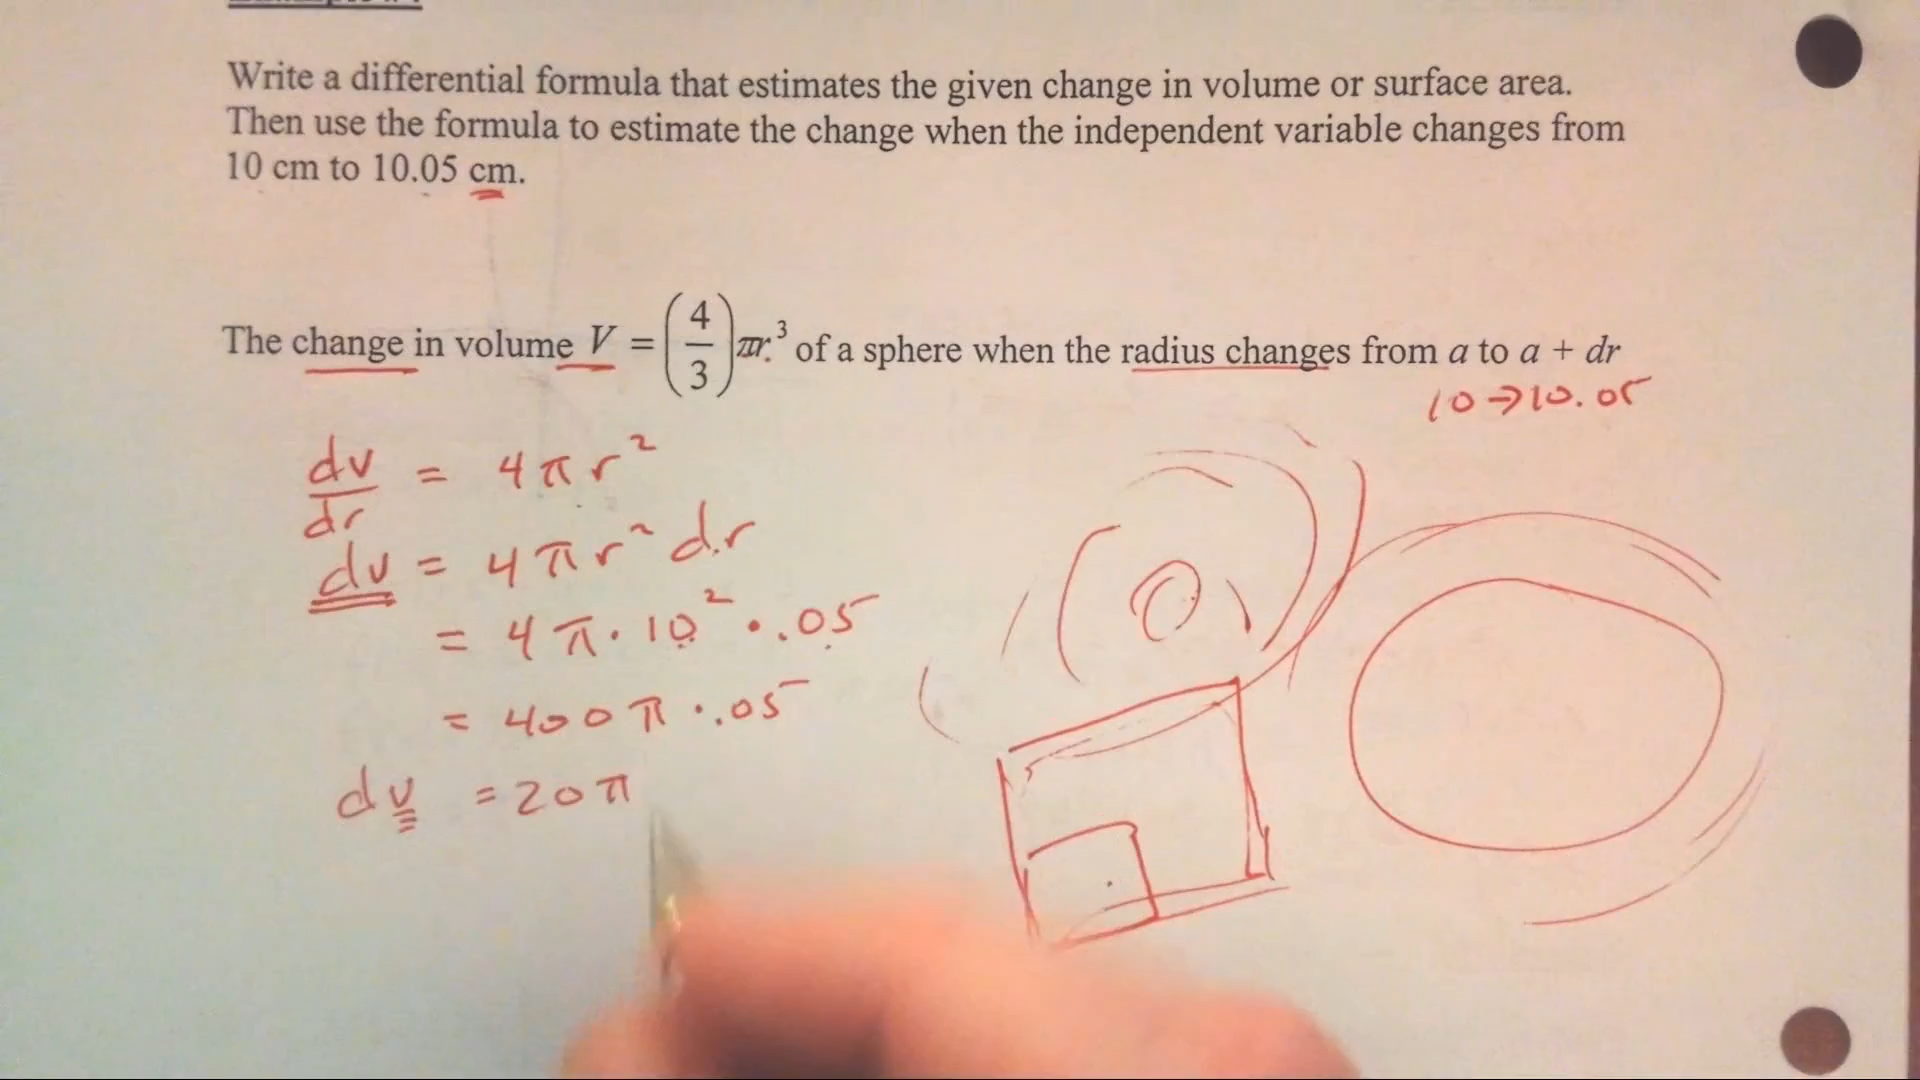 Write a differential formula that estimates the given change in volume or surface area.
Then use the formula to estimate the change when the independent variable changes from
10 cm to 10.05 cm.
The change in volume V = (4/3)πr³ of a sphere when the radius changes from a to a + dr
10→10.05
dv/dr = 4πr²
dv = 4πr² dr
= 4π·10²·.05
= 400π·.05
dv = 20π